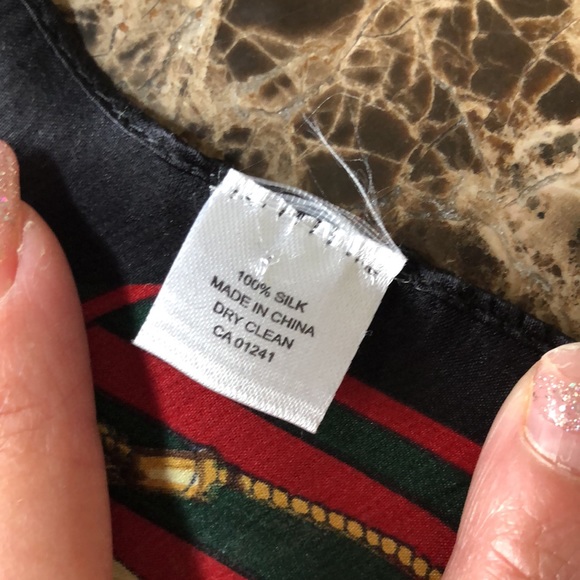 100% SILK
MADE IN CHINA
DRY CLEAN
CA 01241